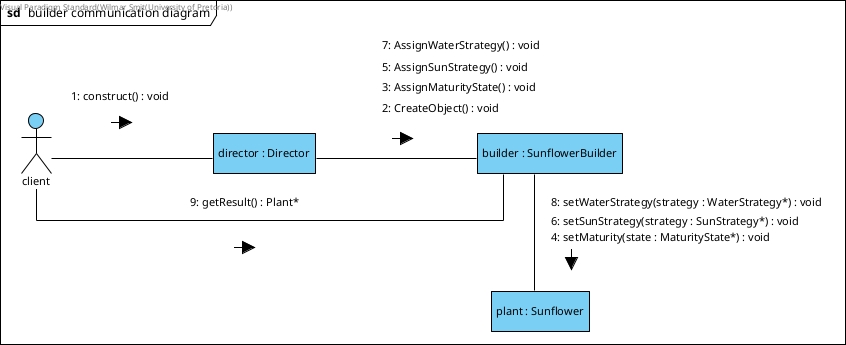 Visual Paradigm Standard(Wilmar Smit(University of Pretoria))
sd builder communication diagram
7: AssignWaterStrategy() : void
5: AssignSunStrategy() : void
3: AssignMaturityState() : void
2: CreateObject() : void
1: construct() : void
director : Director
builder : SunflowerBuilder
client
9: getResult() : Plant*
8: setWaterStrategy(strategy : WaterStrategy*) : void
6: setSunStrategy(strategy : SunStrategy*) : void
4: setMaturity(state : MaturityState*) : void
plant : Sunflower